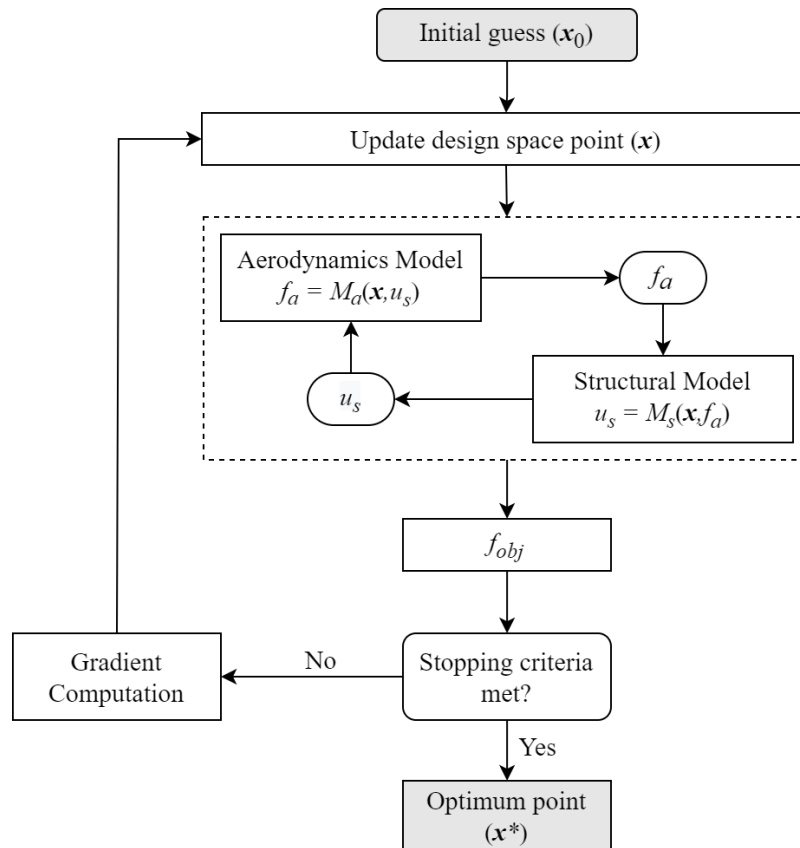 Initial guess (x₀)
Update design space point (x)
Aerodynamics Model
fₐ = Mₐ(x,uₛ)
fₐ
uₛ
Structural Model
uₛ = Mₛ(x,fₐ)
f_obj
Gradient
Computation
No
Stopping criteria
met?
Yes
Optimum point
(x*)